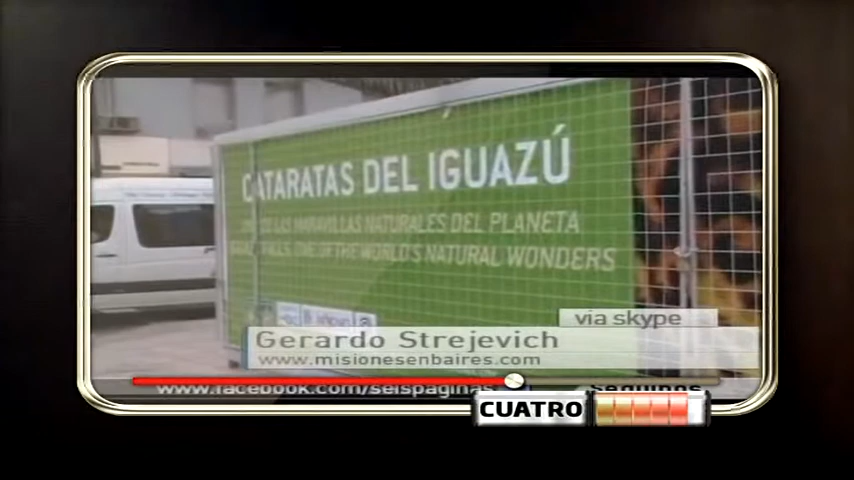 CATARATAS DEL IGUAZÚ
LAS MARAVILLAS NATURALES DEL PLANETA
FALLS. ONE OF THE WORLD'S NATURAL WONDERS
via skype
Gerardo Strejevich
www.misionesenbaires.com
www.facebook.com/seispaginas
CUATRO